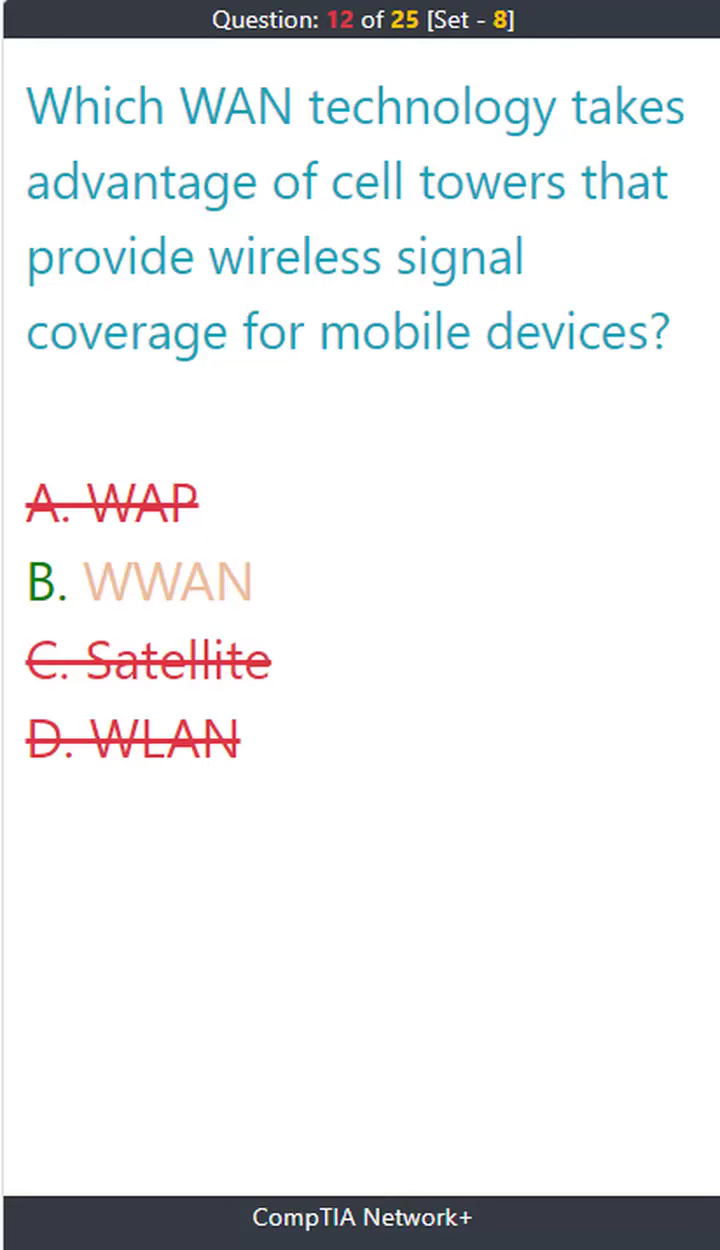 Question: 12 of 25 [Set - 8]
Which WAN technology takes
advantage of cell towers that
provide wireless signal
coverage for mobile devices?
A. WAP
B. WWAN
C. Satellite
D. WLAN
CompTIA Network+